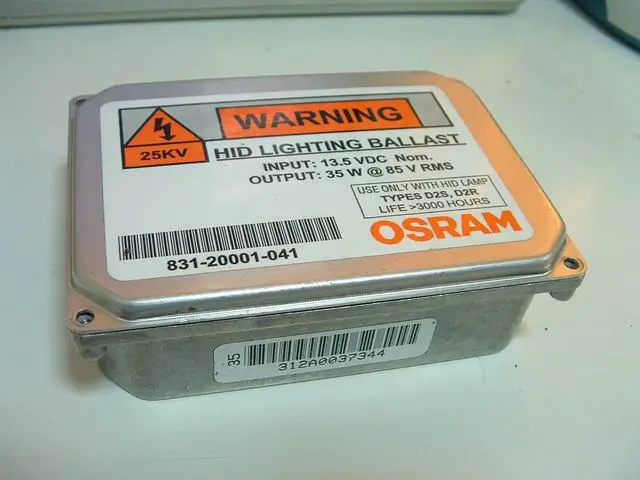 WARNING
25KV
HID LIGHTING BALLAST
INPUT: 13.5 VDC Nom.
OUTPUT: 35 W @ 85 V RMS
USE ONLY WITH HID LAMP
TYPES D2S, D2R
LIFE >3000 HOURS
OSRAM
831-20001-041
35
312A0037344